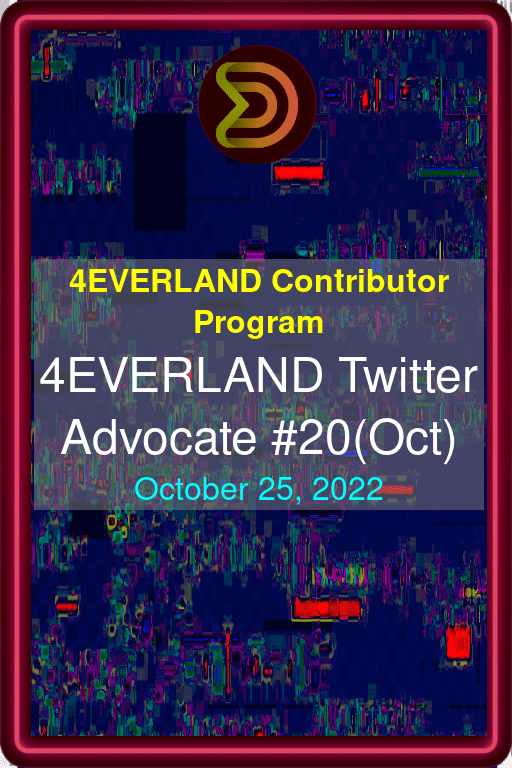 4EVERLAND Contributor
Program
4EVERLAND Twitter
Advocate #20(Oct)
October 25, 2022